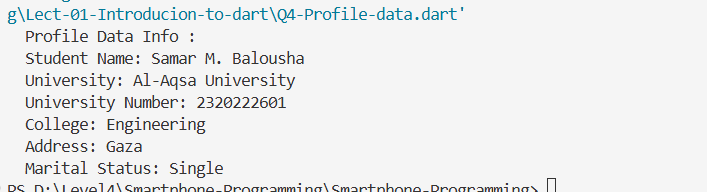 g\Lect-01-Introducion-to-dart\Q4-Profile-data.dart'
Profile Data Info :
Student Name: Samar M. Balousha
University: Al-Aqsa University
University Number: 2320222601
College: Engineering
Address: Gaza
Marital Status: Single
PS D:\Level4\Smartphone-Programming\Smartphone-Programming>